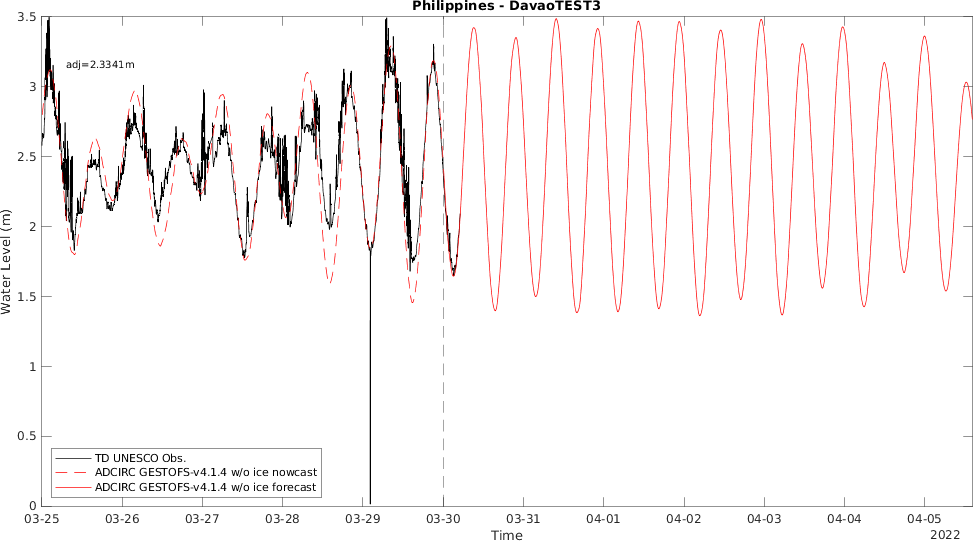 Philippines - DavaoTEST3
adj=2.3341m
3.5
3
2.5
2
1.5
1
0.5
0
Water Level (m)
TD UNESCO Obs.
ADCIRC GESTOFS-v4.1.4 w/o ice nowcast
ADCIRC GESTOFS-v4.1.4 w/o ice forecast
03-25 03-26 03-27 03-28 03-29 03-30 03-31 04-01 04-02 04-03 04-04 04-05
Time
2022